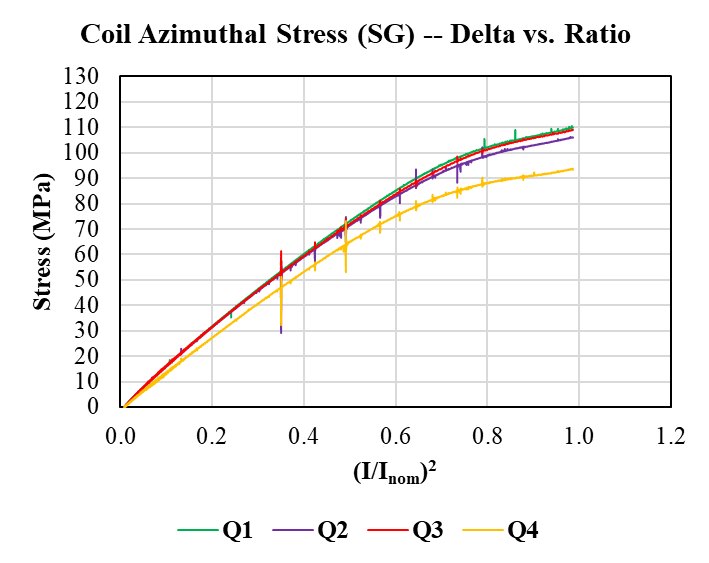 Coil Azimuthal Stress (SG) -- Delta vs. Ratio
130
120
110
100
90
80
70
60
50
40
30
20
10
0
Stress (MPa)
0.0 0.2 0.4 0.6 0.8 1.0 1.2
(I/Inom)²
Q1 Q2 Q3 Q4